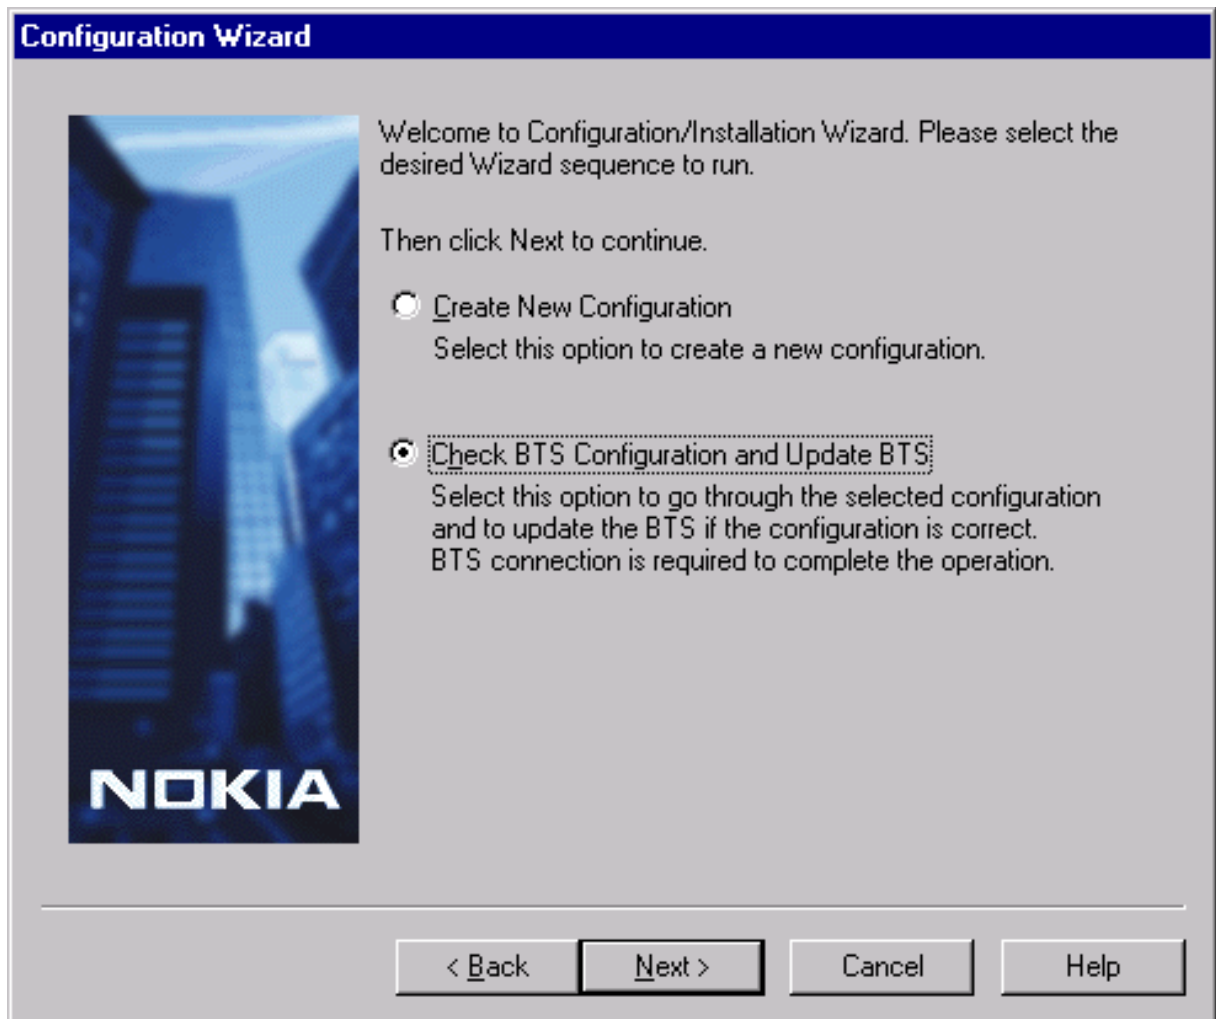 Configuration Wizard
Welcome to Configuration/Installation Wizard. Please select the
desired Wizard sequence to run.
Then click Next to continue.
Create New Configuration
Select this option to create a new configuration.
Check BTS Configuration and Update BTS
Select this option to go through the selected configuration
and to update the BTS if the configuration is correct.
BTS connection is required to complete the operation.
NOKIA
< Back
Next >
Cancel
Help